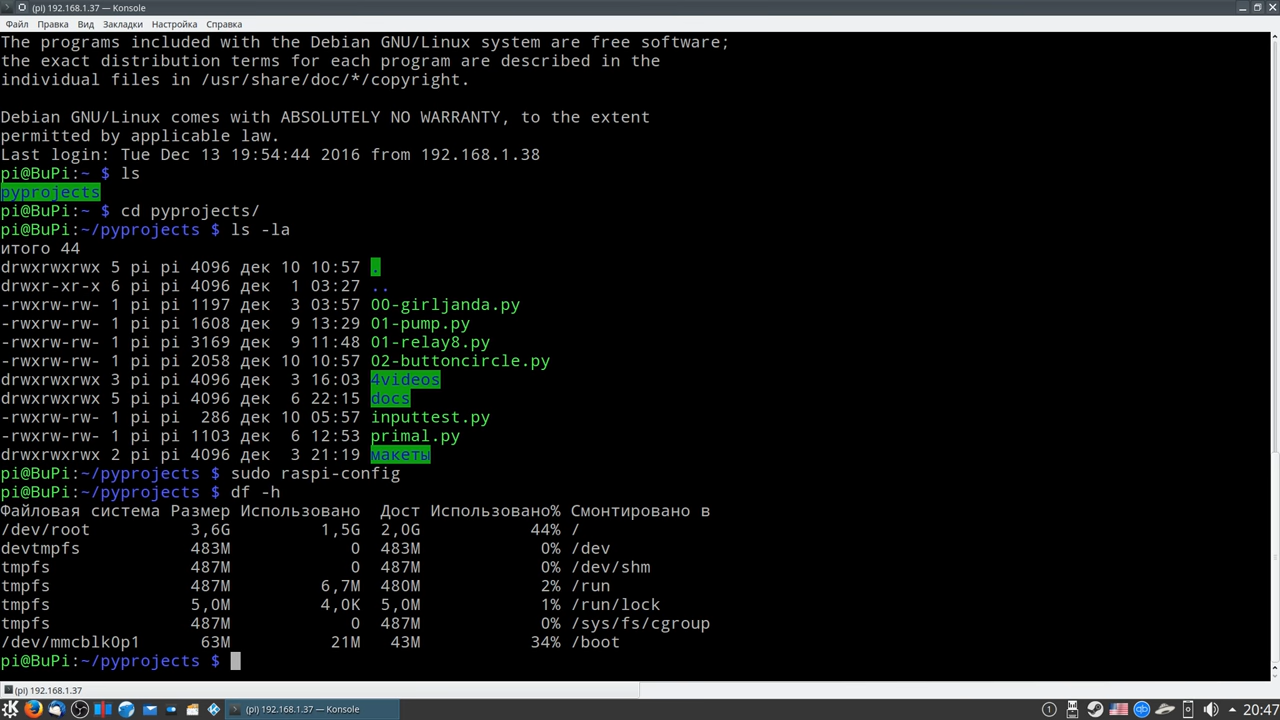 (pi) 192.168.1.37 — Konsole
Файл Правка Вид Закладки Настройка Справка
The programs included with the Debian GNU/Linux system are free software;
the exact distribution terms for each program are described in the
individual files in /usr/share/doc/*/copyright.
Debian GNU/Linux comes with ABSOLUTELY NO WARRANTY, to the extent
permitted by applicable law.
Last login: Tue Dec 13 19:54:44 2016 from 192.168.1.38
pi@BuPi:~ $ ls
pyprojects
pi@BuPi:~ $ cd pyprojects/
pi@BuPi:~/pyprojects $ ls -la
итого 44
drwxrwxrwx 5 pi pi 4096 дек 10 10:57 .
drwxr-xr-x 6 pi pi 4096 дек  1 03:27 ..
-rwxrw-rw- 1 pi pi 1197 дек  3 03:57 00-girljanda.py
-rwxrw-rw- 1 pi pi 1608 дек  9 13:29 01-pump.py
-rwxrw-rw- 1 pi pi 3169 дек  9 11:48 01-relay8.py
-rwxrw-rw- 1 pi pi 2058 дек 10 10:57 02-buttoncircle.py
drwxrwxrwx 3 pi pi 4096 дек  3 16:03 4videos
drwxrwxrwx 5 pi pi 4096 дек  6 22:15 docs
-rwxrw-rw- 1 pi pi  286 дек 10 05:57 inputtest.py
-rwxrw-rw- 1 pi pi 1103 дек  6 12:53 primal.py
drwxrwxrwx 2 pi pi 4096 дек  3 21:19 макеты
pi@BuPi:~/pyprojects $ sudo raspi-config
pi@BuPi:~/pyprojects $ df -h
Файловая система Размер Использовано  Дост Использовано% Смонтировано в
/dev/root          3,6G         1,5G  2,0G           44% /
devtmpfs           483M            0  483M            0% /dev
tmpfs              487M            0  487M            0% /dev/shm
tmpfs              487M         6,7M  480M            2% /run
tmpfs              5,0M         4,0K  5,0M            1% /run/lock
tmpfs              487M            0  487M            0% /sys/fs/cgroup
/dev/mmcblk0p1      63M          21M   43M           34% /boot
pi@BuPi:~/pyprojects $
(pi) 192.168.1.37
(pi) 192.168.1.37 — Konsole
1
20:47